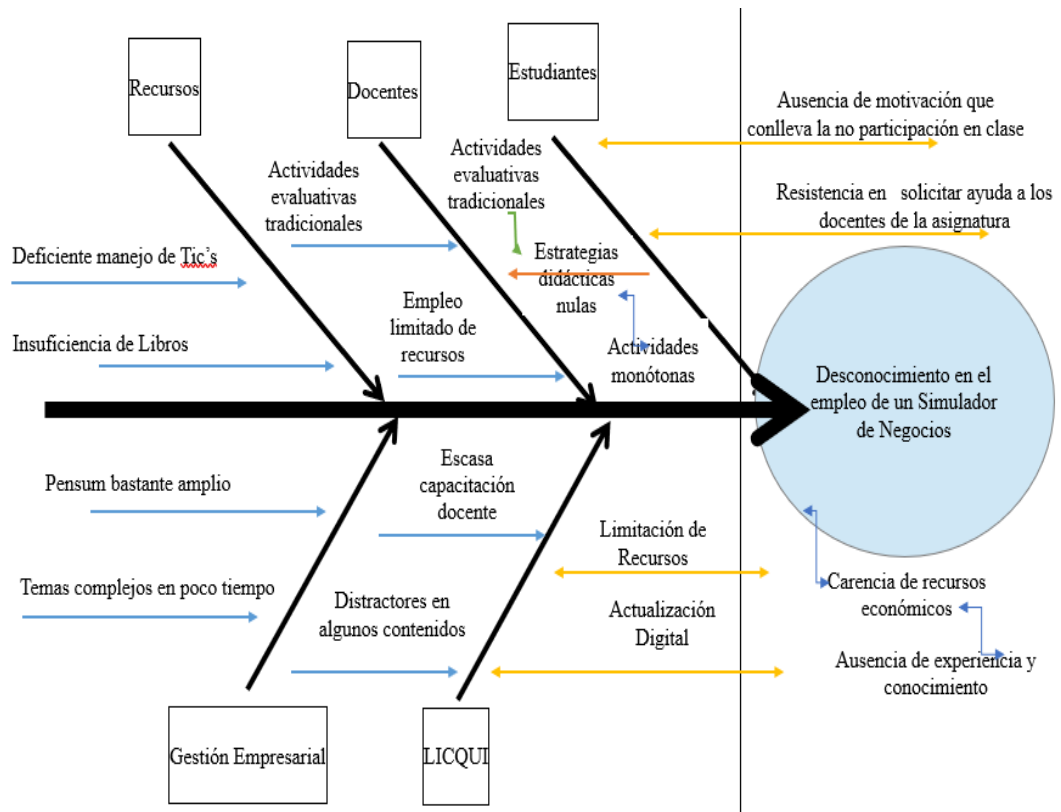 Recursos
Docentes
Estudiantes
Ausencia de motivación que
conlleva la no participación en clase
Actividades
evaluativas
tradicionales
Actividades
evaluativas
tradicionales
Resistencia en solicitar ayuda a los
docentes de la asignatura
Deficiente manejo de Tic’s
Estrategias
didácticas
nulas
Empleo
limitado de
recursos
Insuficiencia de Libros
Actividades
monótonas
Desconocimiento en el
empleo de un Simulador
de Negocios
Pensum bastante amplio
Escasa
capacitación
docente
Limitación de
Recursos
Temas complejos en poco tiempo
Distractores en
algunos contenidos
Actualización
Digital
Carencia de recursos
económicos
Ausencia de experiencia y
conocimiento
Gestión Empresarial
LICQUI